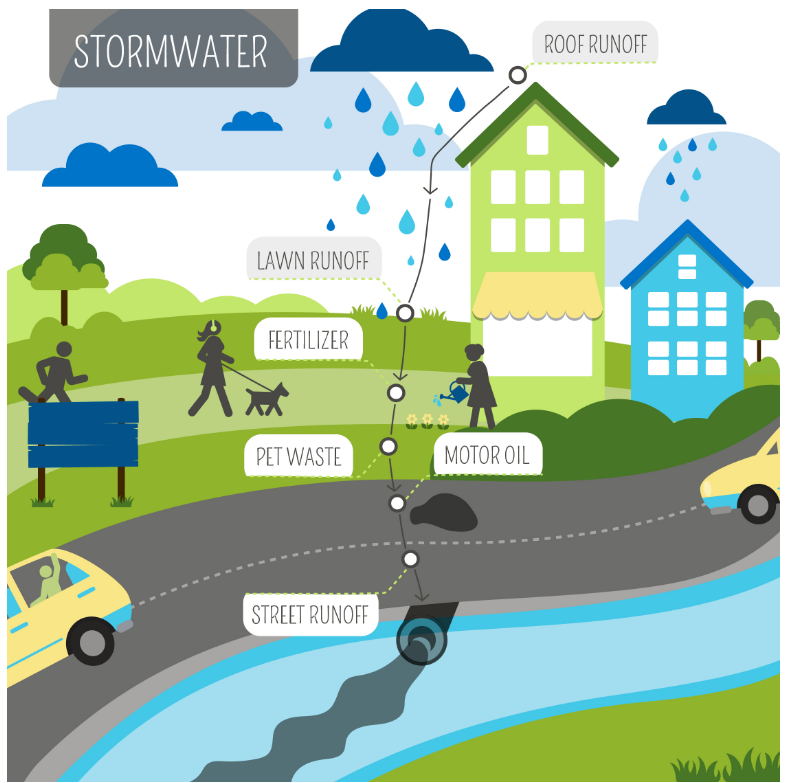 STORMWATER
ROOF RUNOFF
LAWN RUNOFF
FERTILIZER
PET WASTE
MOTOR OIL
STREET RUNOFF